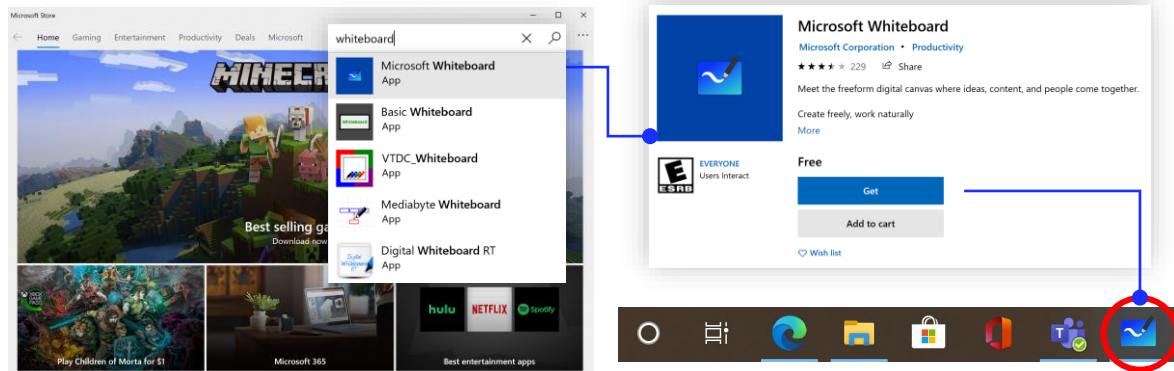 Microsoft Store
Home Gaming Entertainment Productivity Deals Microsoft
whiteboard
Microsoft Whiteboard
App
Basic Whiteboard
App
VTDC_Whiteboard
App
Mediabyte Whiteboard
App
Digital Whiteboard RT
App
MINECR
Best selling ga
Download now
XBOX
GAME
PASS
Play Children of Morta for $1
Microsoft 365
hulu NETFLIX Spotify
Best entertainment apps
Microsoft Whiteboard
Microsoft Corporation • Productivity
229 Share
Meet the freeform digital canvas where ideas, content, and people come together.
Create freely, work naturally
More
E
ESRB
EVERYONE
Users Interact
Free
Get
Add to cart
Wish list
T